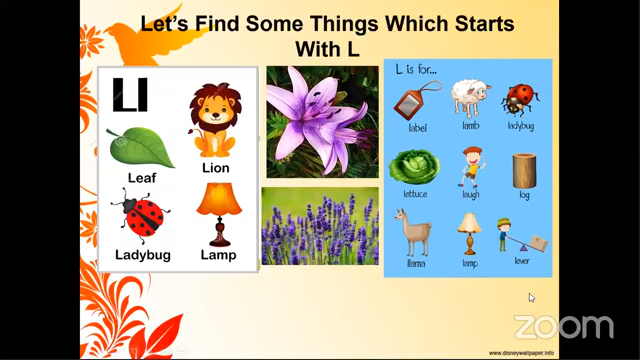 Let's Find Some Things Which Starts
With L
Ll
Leaf
Lion
Ladybug
Lamp
L is for...
label
lamb
ladybug
lettuce
laugh
log
llama
lamp
lever
zoom
www.disneywallpaper.info